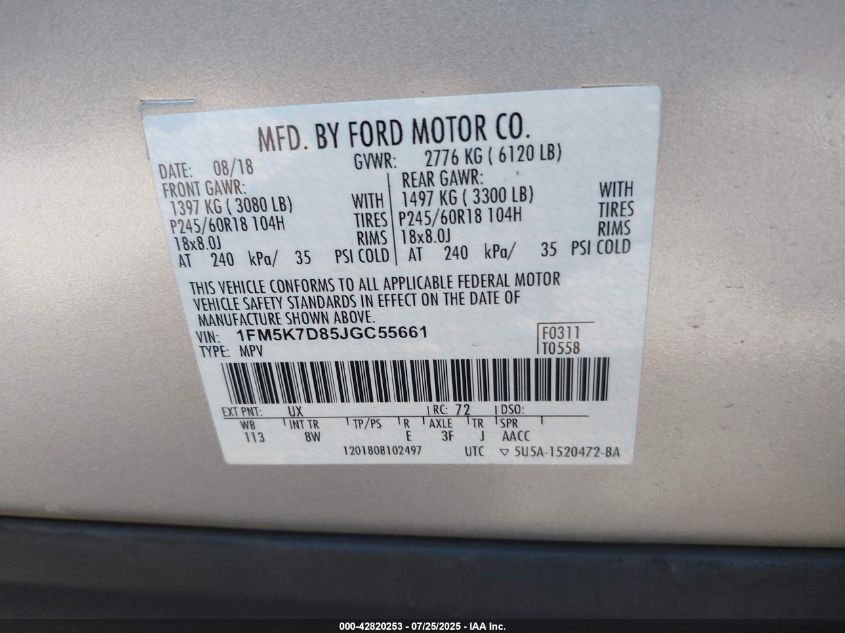 MFD. BY FORD MOTOR CO.
DATE: 08/18 GVWR: 2776 KG ( 6120 LB)
FRONT GAWR: REAR GAWR:
1397 KG ( 3080 LB) WITH 1497 KG ( 3300 LB) WITH
P245/60R18 104H TIRES P245/60R18 104H TIRES
18x8.0J RIMS 18x8.0J RIMS
AT 240 kPa/ 35 PSI COLD AT 240 kPa/ 35 PSI COLD
THIS VEHICLE CONFORMS TO ALL APPLICABLE FEDERAL MOTOR
VEHICLE SAFETY STANDARDS IN EFFECT ON THE DATE OF
MANUFACTURE SHOWN ABOVE.
VIN: 1FM5K7D85JGC55661 F0311
TYPE: MPV T0558
EXT PNT: UX RC: 72 DSO:
WB INT TR TP/PS R AXLE TR SPR
113 8W E 3F J AACC
1201808102497 UTC ▽ 5U5A-1520472-BA
000-42820253 - 07/25/2025 - IAA Inc.